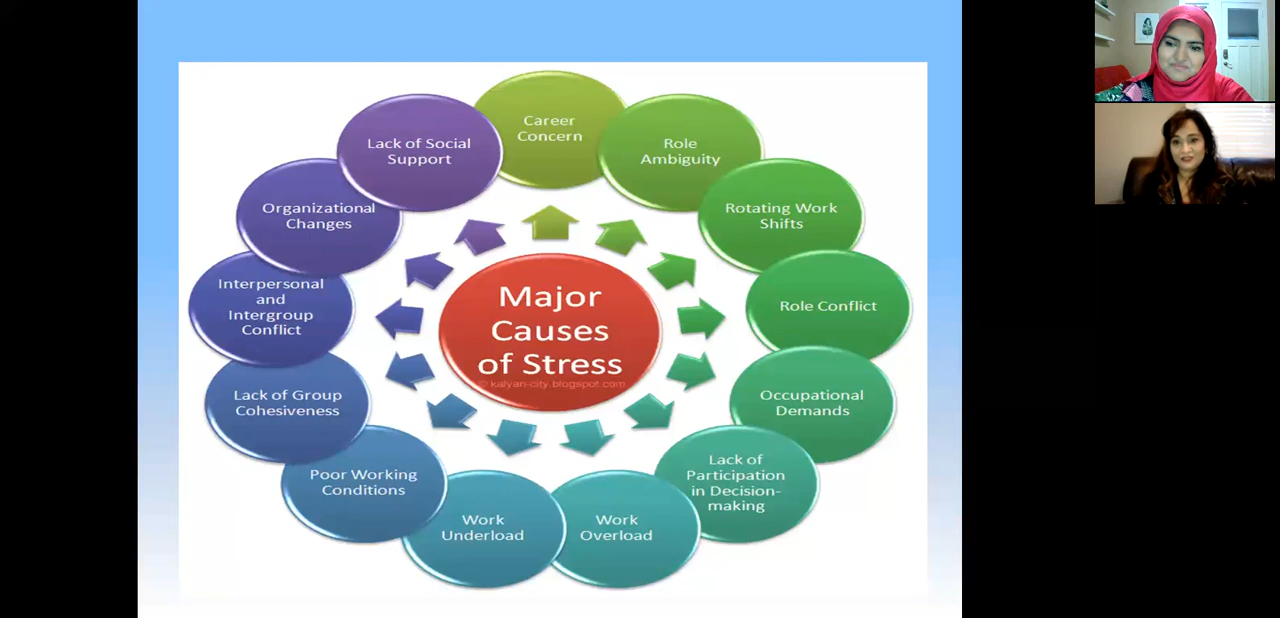 Major
Causes
of Stress
© kalyan-city.blogspot.com
Career
Concern
Role
Ambiguity
Rotating Work
Shifts
Role Conflict
Occupational
Demands
Lack of
Participation
in Decision-
making
Work
Overload
Work
Underload
Poor Working
Conditions
Lack of Group
Cohesiveness
Interpersonal
and
Intergroup
Conflict
Organizational
Changes
Lack of Social
Support